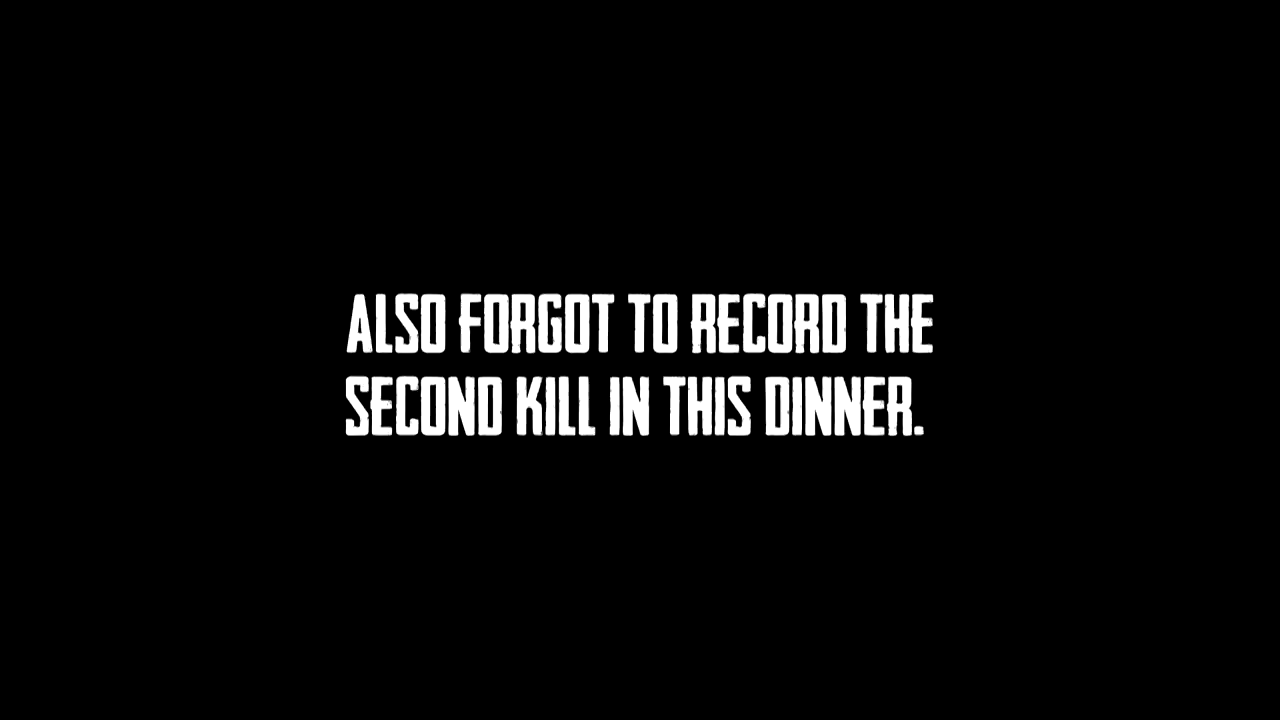 ALSO FORGOT TO RECORD THE
SECOND KILL IN THIS DINNER.